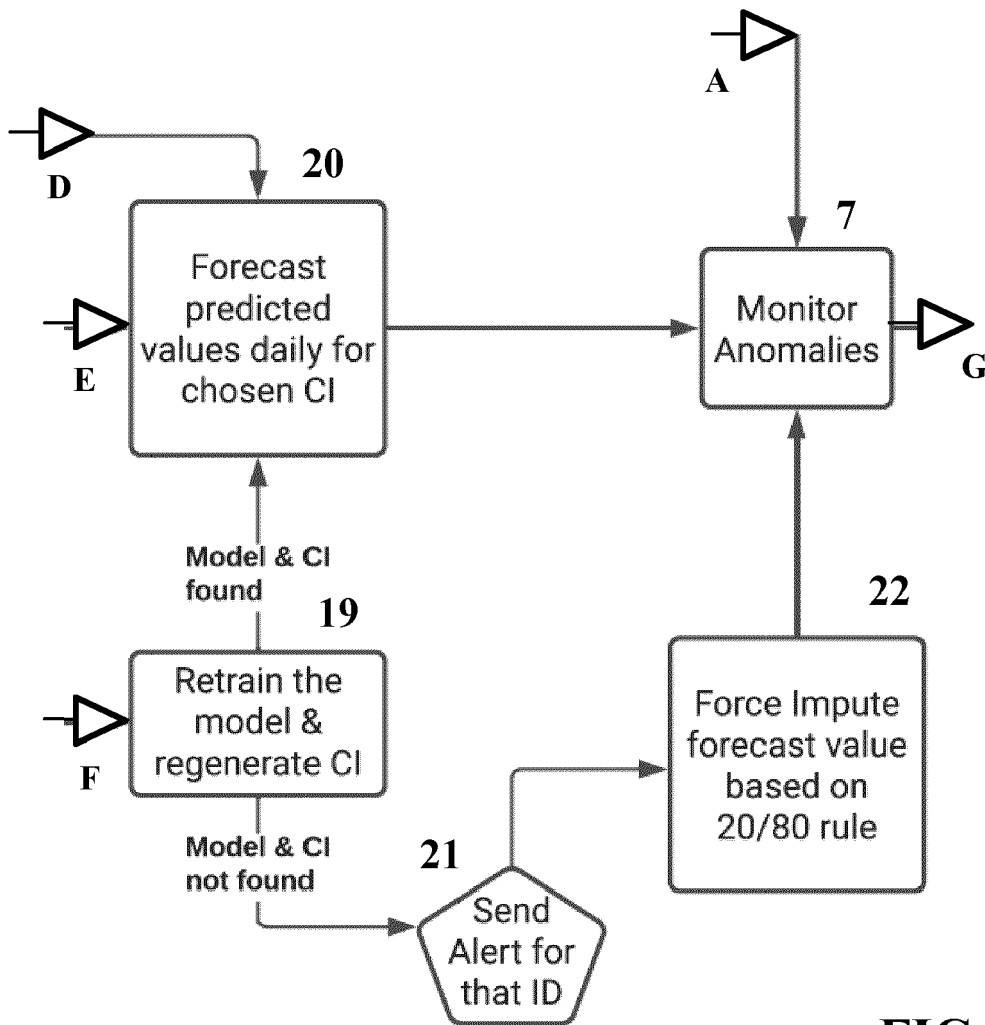 A
D
20
7
Forecast
predicted
values daily for
chosen CI
Monitor
Anomalies
E
G
Model & CI
found
19
22
Retrain the
model &
regenerate CI
F
Force Impute
forecast value
based on
20/80 rule
Model & CI
not found
21
Send
Alert for
that ID